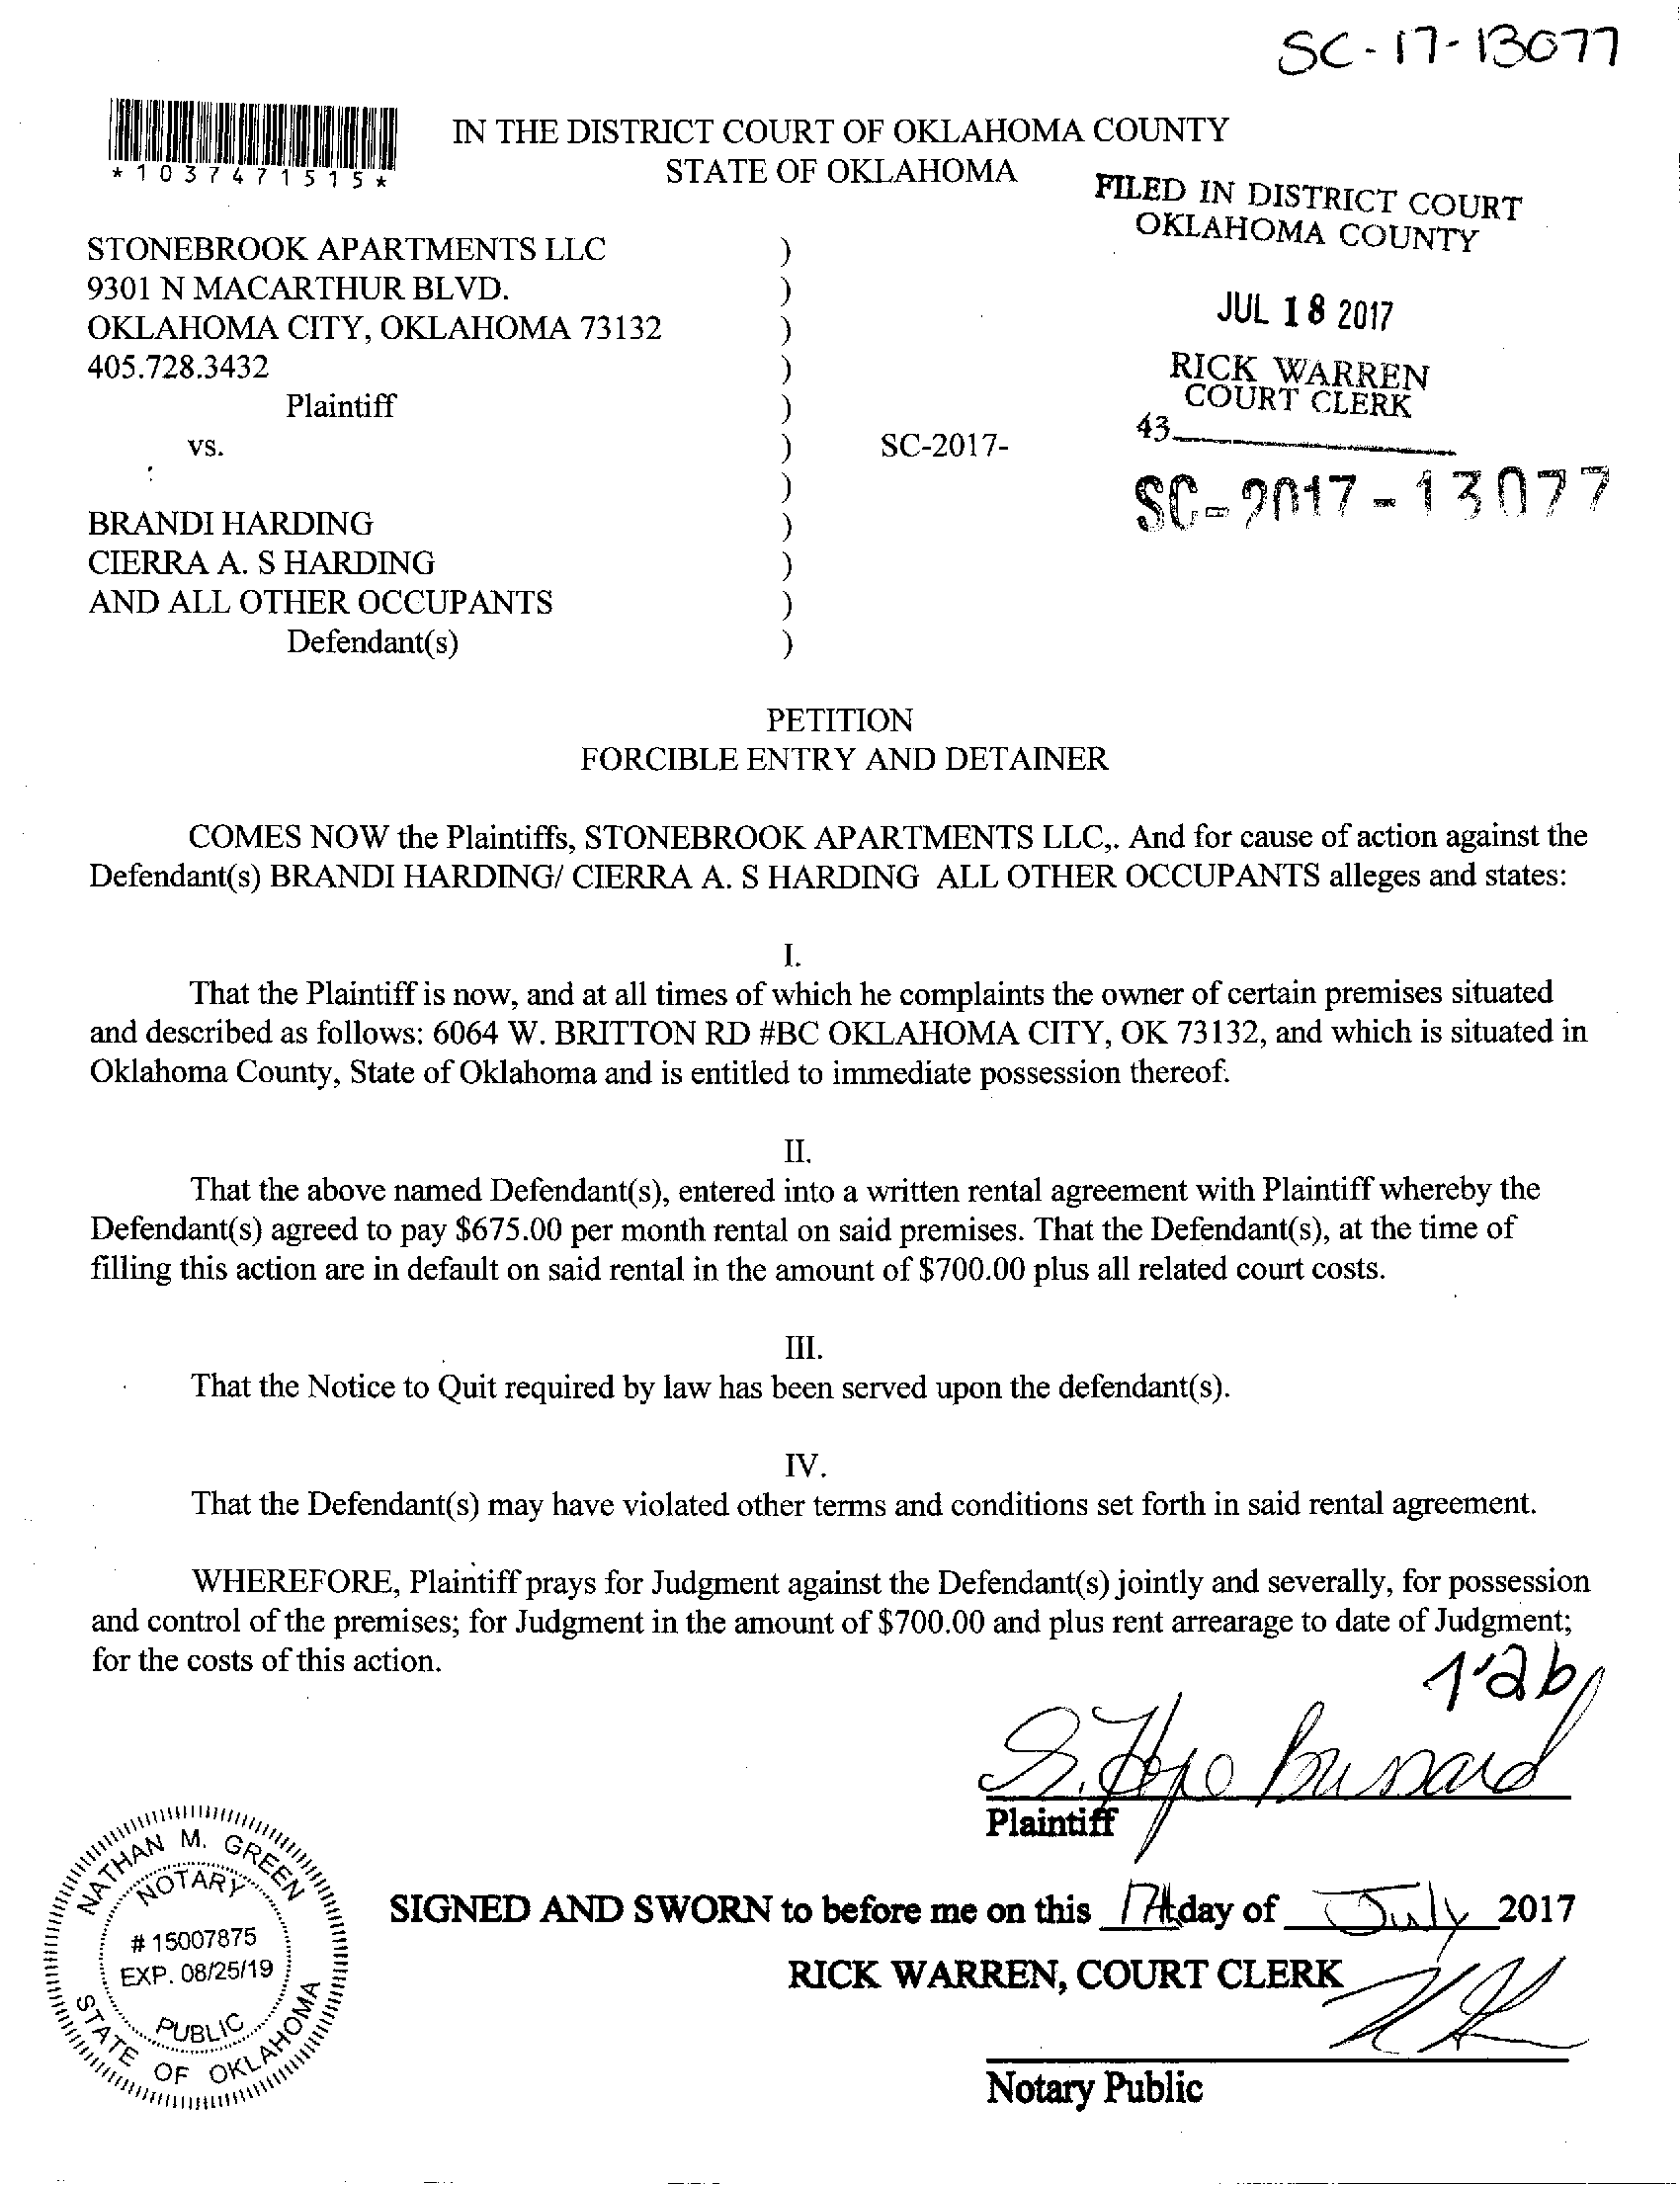 SC-17-13077
*1037471515*
IN THE DISTRICT COURT OF OKLAHOMA COUNTY
STATE OF OKLAHOMA
FILED IN DISTRICT COURT
OKLAHOMA COUNTY
JUL 18 2017
RICK WARREN
COURT CLERK
43
SC-2017-13077
STONEBROOK APARTMENTS LLC )
9301 N MACARTHUR BLVD. )
OKLAHOMA CITY, OKLAHOMA 73132 )
405.728.3432 )
Plaintiff )
vs. ) SC-2017-
)
BRANDI HARDING )
CIERRA A. S HARDING )
AND ALL OTHER OCCUPANTS )
Defendant(s) )
PETITION
FORCIBLE ENTRY AND DETAINER
COMES NOW the Plaintiffs, STONEBROOK APARTMENTS LLC,. And for cause of action against the
Defendant(s) BRANDI HARDING/ CIERRA A. S HARDING ALL OTHER OCCUPANTS alleges and states:
I.
That the Plaintiff is now, and at all times of which he complaints the owner of certain premises situated
and described as follows: 6064 W. BRITTON RD #BC OKLAHOMA CITY, OK 73132, and which is situated in
Oklahoma County, State of Oklahoma and is entitled to immediate possession thereof.
II.
That the above named Defendant(s), entered into a written rental agreement with Plaintiff whereby the
Defendant(s) agreed to pay $675.00 per month rental on said premises. That the Defendant(s), at the time of
filling this action are in default on said rental in the amount of $700.00 plus all related court costs.
III.
That the Notice to Quit required by law has been served upon the defendant(s).
IV.
That the Defendant(s) may have violated other terms and conditions set forth in said rental agreement.
WHEREFORE, Plaintiff prays for Judgment against the Defendant(s) jointly and severally, for possession
and control of the premises; for Judgment in the amount of $700.00 and plus rent arrearage to date of Judgment;
for the costs of this action.
S. Hope
Plaintiff
SIGNED AND SWORN to before me on this 17th day of July 2017
RICK WARREN, COURT CLERK
Notary Public
NATHAN M. GREEN
NOTARY
# 15007875
EXP. 08/25/19
PUBLIC
STATE OF OKLAHOMA